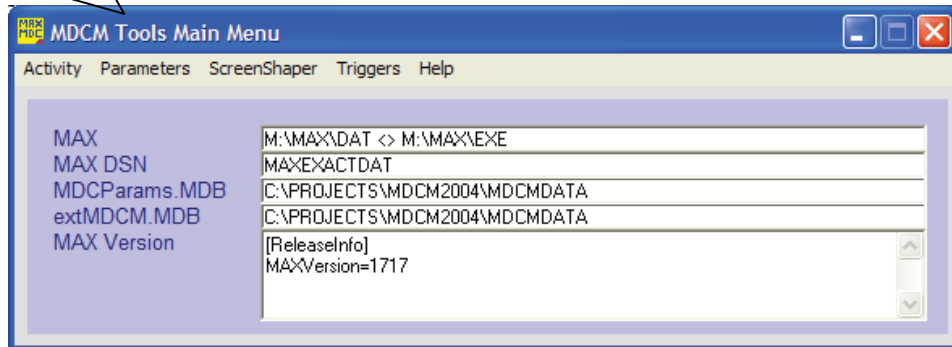 MAX
MDC
MDCM Tools Main Menu
Activity Parameters ScreenShaper Triggers Help
MAX M:\MAX\DAT <> M:\MAX\EXE
MAX DSN MAXEXACTDAT
MDCParams.MDB C:\PROJECTS\MDCM2004\MDCMDATA
extMDCM.MDB C:\PROJECTS\MDCM2004\MDCMDATA
MAX Version [ReleaseInfo]
MAXVersion=1717